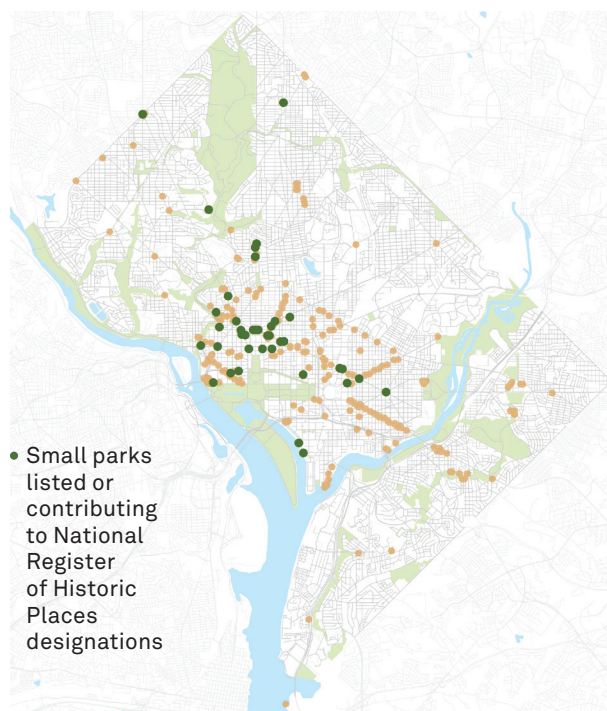 Small parks
listed or
contributing
to National
Register
of Historic
Places
designations